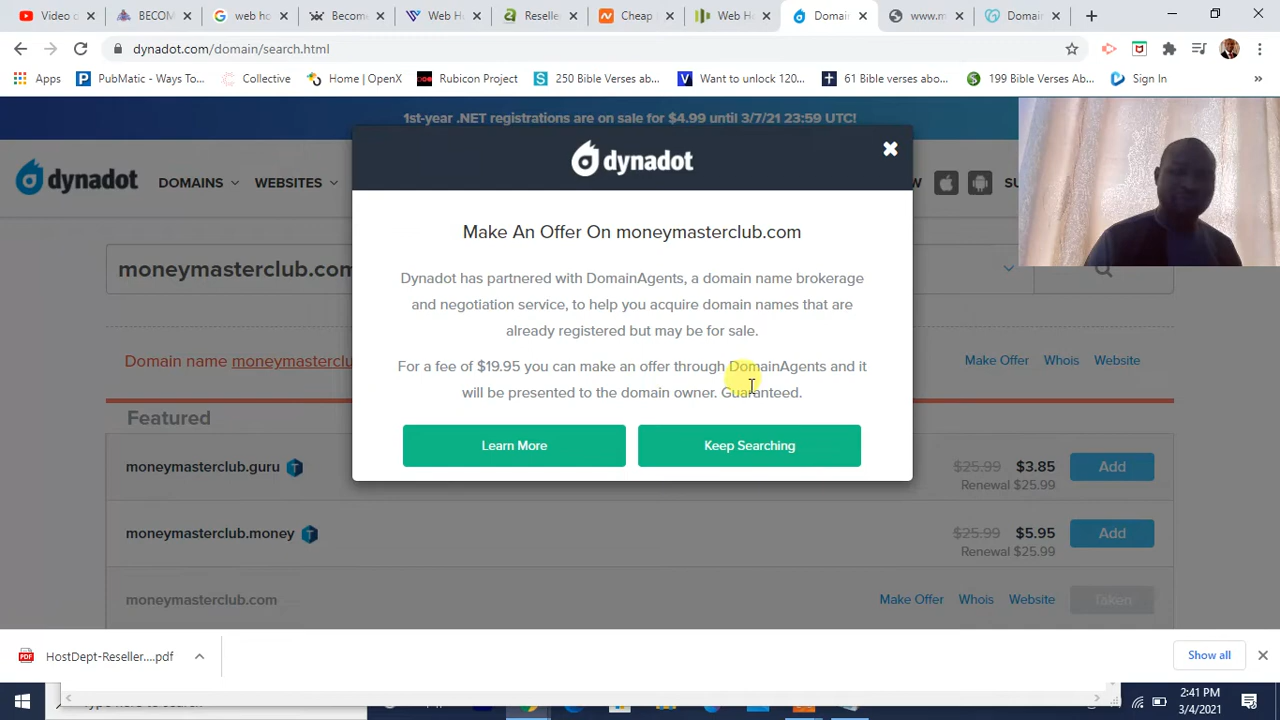 Video c
BECON
web ho
Becom
Web H
Reselle
Cheap
Web H
Domai
www.m
Domai
dynadot.com/domain/search.html
Apps
PubMatic - Ways To...
Collective
Home | OpenX
Rubicon Project
250 Bible Verses ab...
Want to unlock 120...
61 Bible verses abo...
199 Bible Verses Ab...
Sign In
»
1st-year .NET registrations are on sale for $4.99 until 3/7/21 23:59 UTC!
dynadot
DOMAINS
WEBSITES
W
SU
dynadot
Make An Offer On moneymasterclub.com
Dynadot has partnered with DomainAgents, a domain name brokerage
and negotiation service, to help you acquire domain names that are
already registered but may be for sale.
For a fee of $19.95 you can make an offer through DomainAgents and it
will be presented to the domain owner. Guaranteed.
Learn More
Keep Searching
moneymasterclub.com
Domain name moneymasterclu
Make Offer
Whois
Website
Featured
moneymasterclub.guru
$25.99 $3.85
Add
Renewal $25.99
moneymasterclub.money
$25.99 $5.95
Add
Renewal $25.99
moneymasterclub.com
Make Offer
Whois
Website
Taken
HostDept-Reseller....pdf
Show all
2:41 PM
3/4/2021